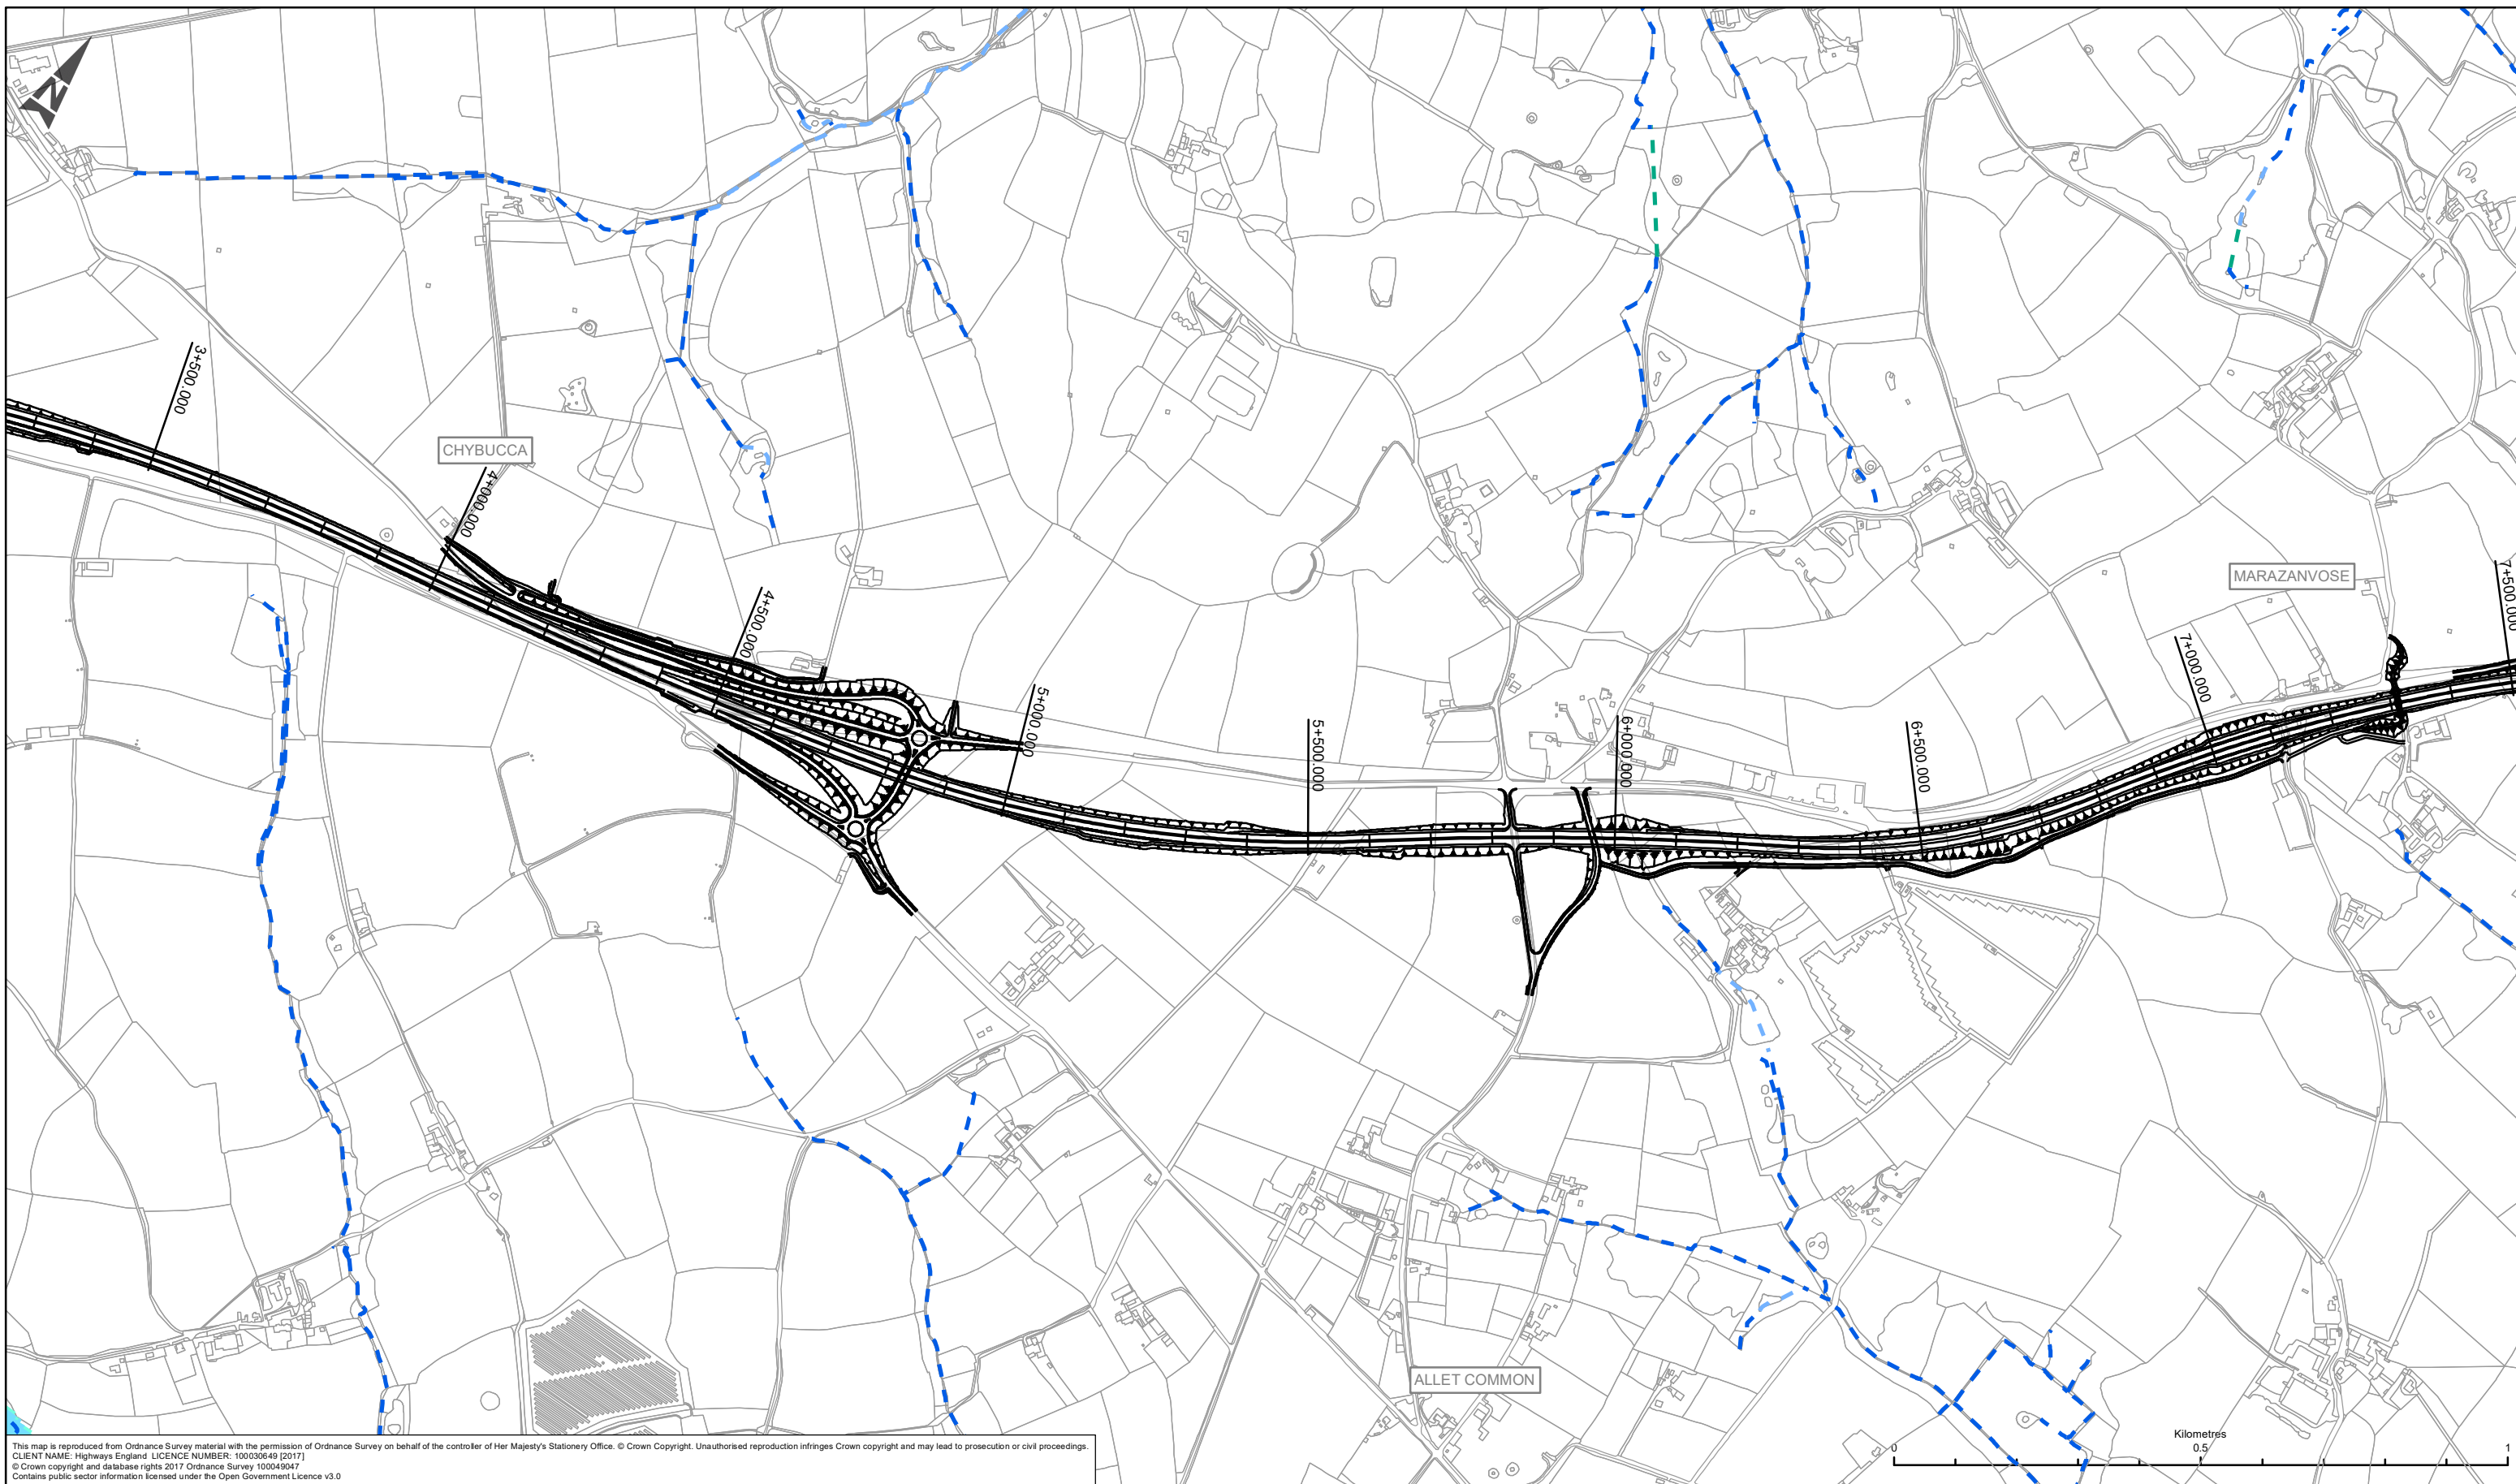 N
3+500.000
CHYBUCCA
4+000.000
4+500.000
5+000.000
5+500.000
6+000.000
6+500.000
7+000.000
MARAZANVOSE
7+500.000
ALLET COMMON
Kilometres
0 0.5 1
This map is reproduced from Ordnance Survey material with the permission of Ordnance Survey on behalf of the controller of Her Majesty's Stationery Office. © Crown Copyright. Unauthorised reproduction infringes Crown copyright and may lead to prosecution or civil proceedings.
CLIENT NAME: Highways England LICENCE NUMBER: 100030649 [2017]
© Crown copyright and database rights 2017 Ordnance Survey 100049047
Contains public sector information licensed under the Open Government Licence v3.0